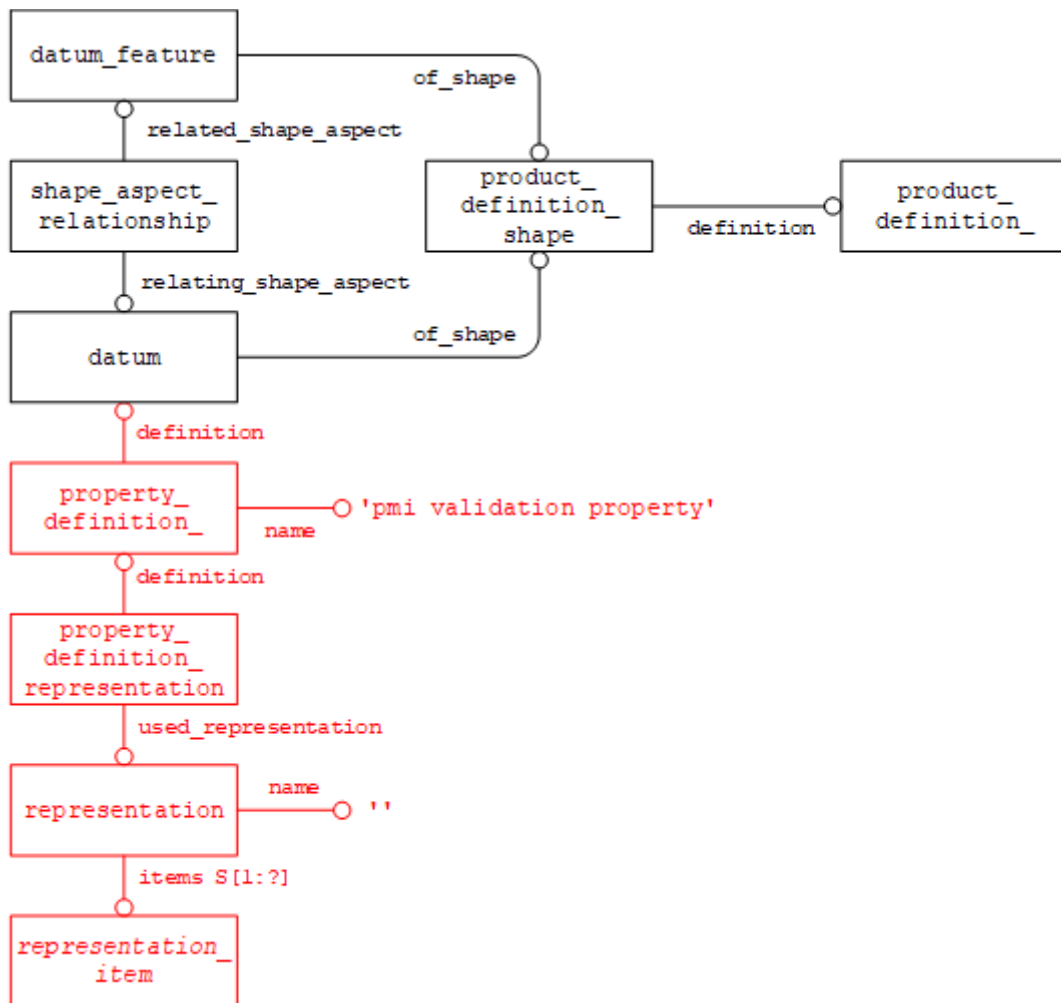 datum_feature
of_shape
related_shape_aspect
shape_aspect_
relationship
product_
definition_
shape
definition
product_
definition_
relating_shape_aspect
of_shape
datum
definition
property_
definition_
name
'pmi validation property'
definition
property_
definition_
representation
used_representation
representation
name
''
items S[1:?]
representation_
item